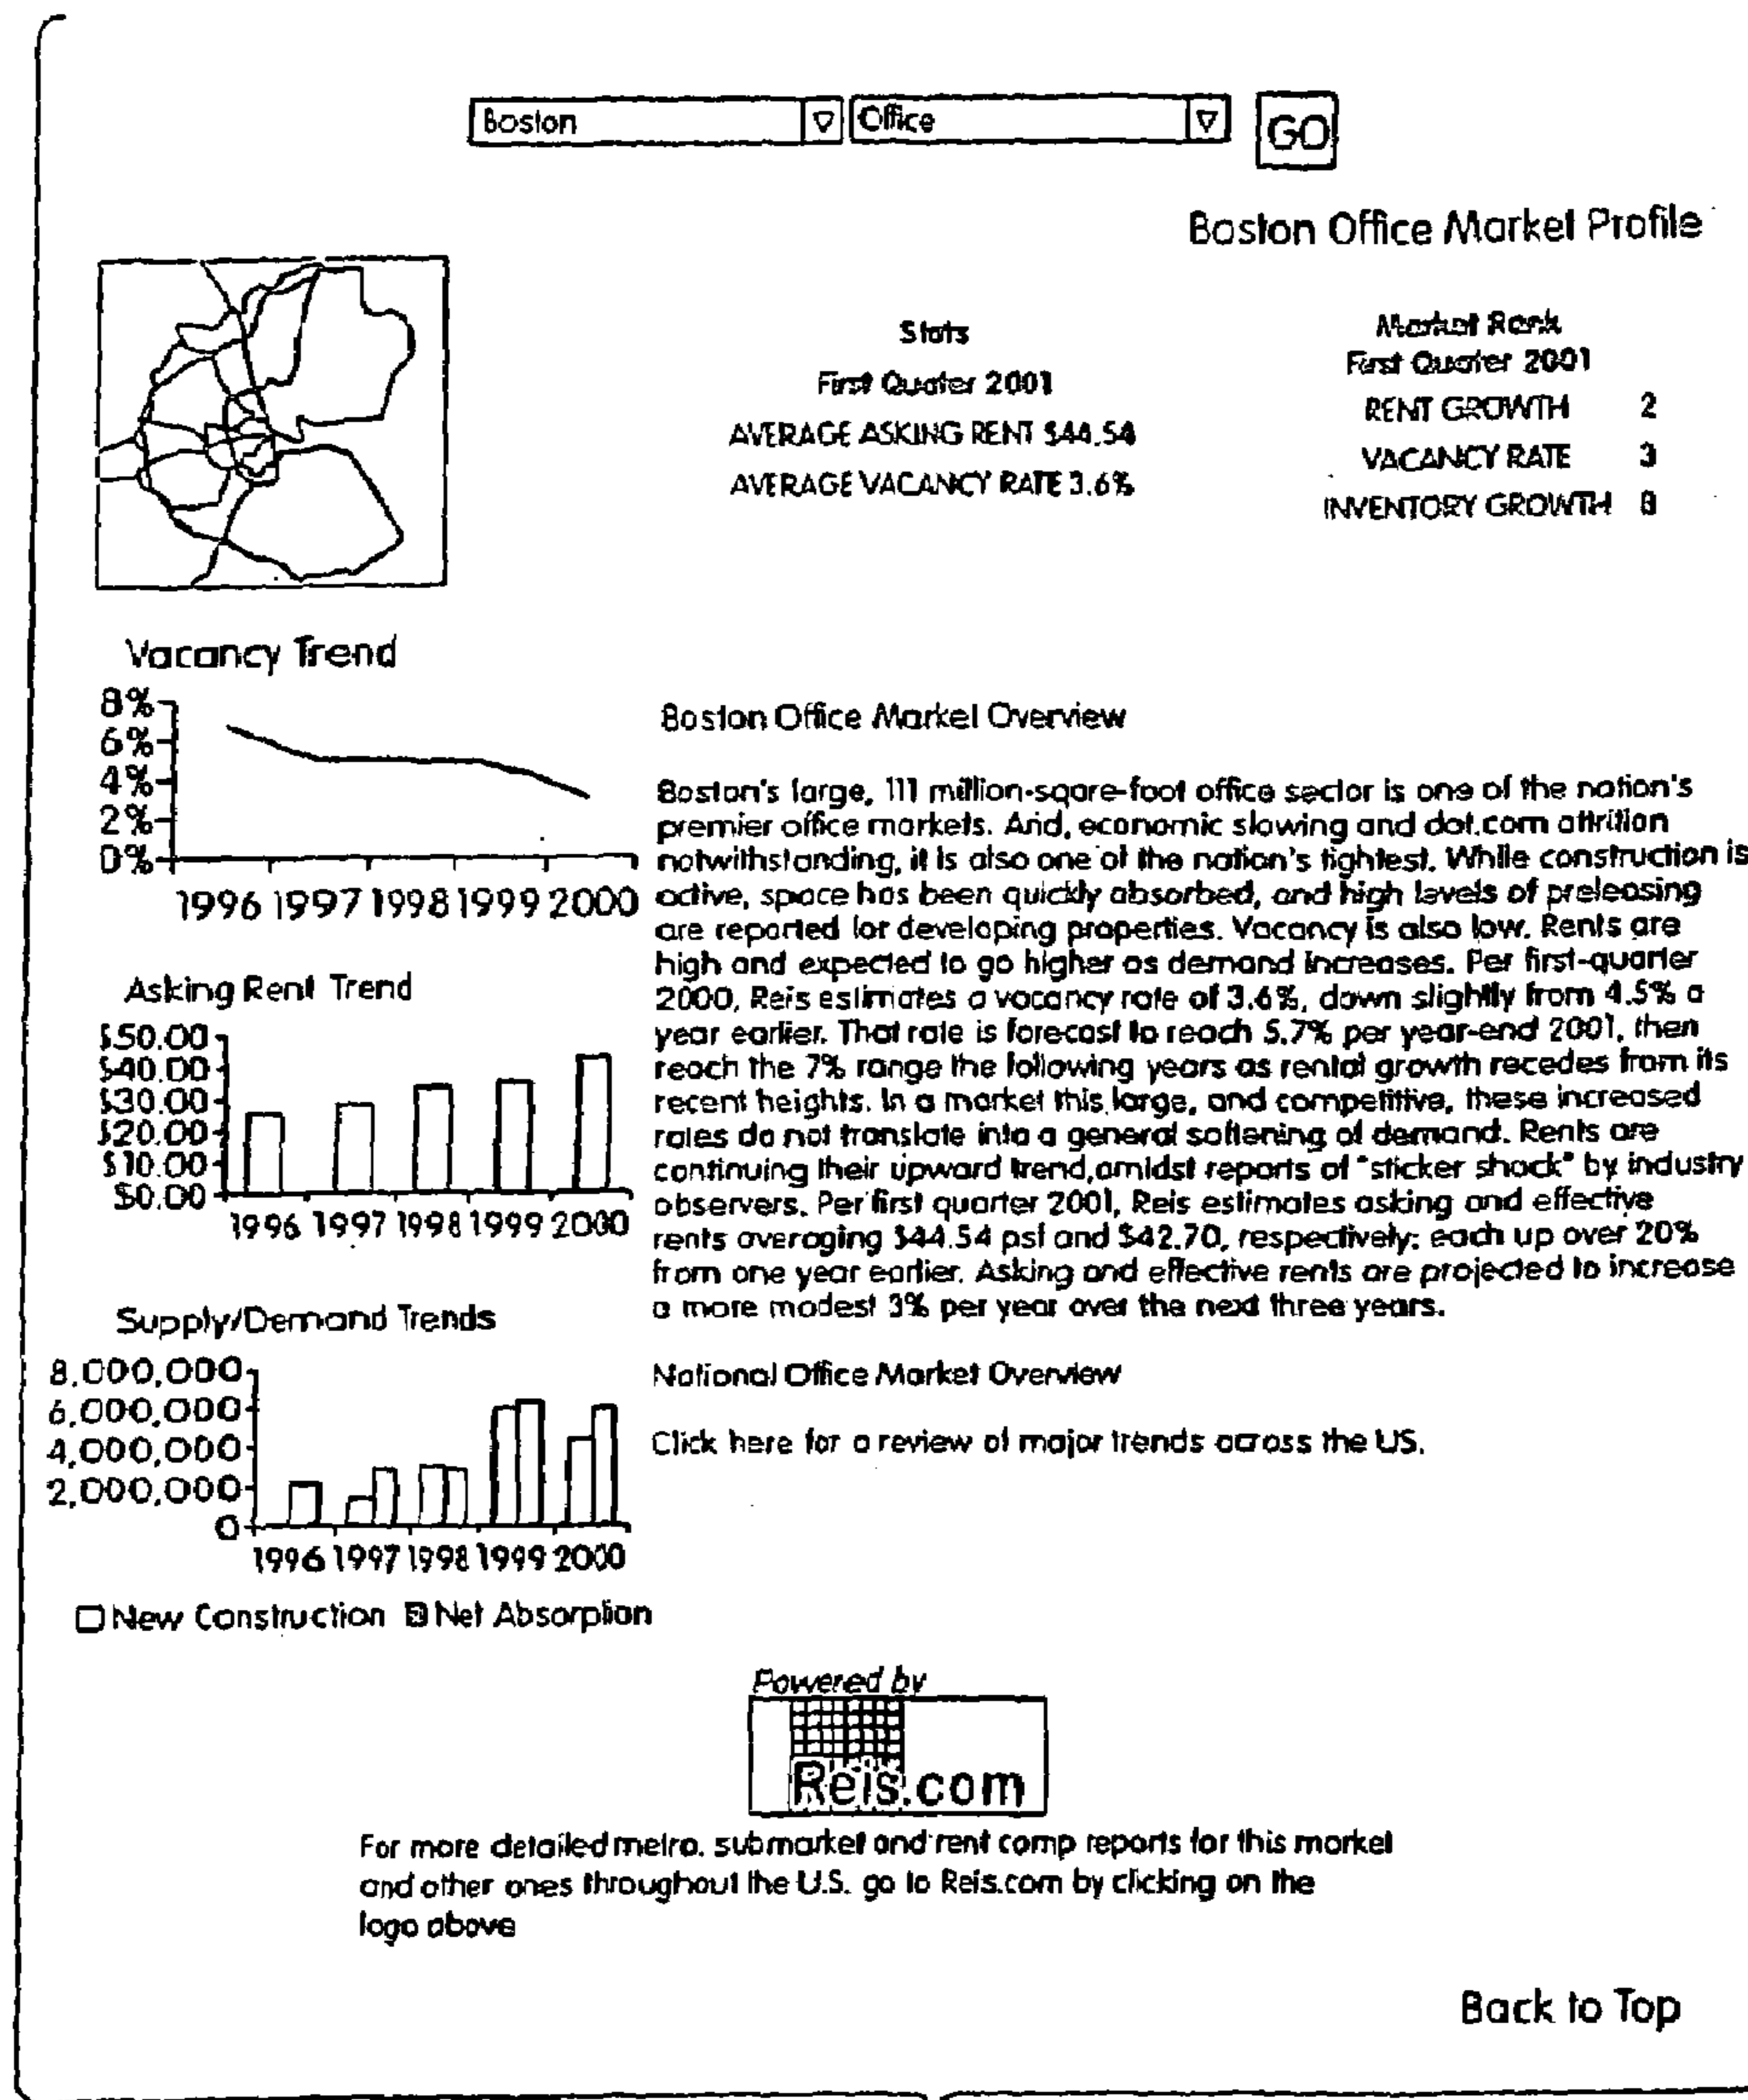 Boston
Office
GO
Boston Office Market Profile
Stats
First Quater 2001
AVERAGE ASKING RENT $44.54
AVERAGE VACANCY RATE 3.6%
Market Rank
First Quater 2001
RENT GROWTH 2
VACANCY RATE 3
INVENTORY GROWTH 8
Vacancy Trend
8%
6%
4%
2%
0%
1996 1997 1998 1999 2000
Asking Rent Trend
$50.00
$40.00
$30.00
$20.00
$10.00
$0.00
1996 1997 1998 1999 2000
Supply/Demand Trends
8,000,000
6,000,000
4,000,000
2,000,000
0
1996 1997 1998 1999 2000
New Construction Net Absorption
Boston Office Market Overview
Boston's large, 111 million-sqare-foot office sector is one of the nation's
premier office markets. And, economic slowing and dot.com attrition
notwithstanding, it is also one of the nation's tightest. While construction is
active, space has been quickly absorbed, and high levels of preleasing
are reported for developing properties. Vacancy is also low. Rents are
high and expected to go higher as demand increases. Per first-quarter
2000, Reis estimates a vacancy rate of 3.6%, down slightly from 4.5% a
year earlier. That rate is forecast to reach 5.7% per year-end 2001, then
reach the 7% range the following years as rental growth recedes from its
recent heights. In a market this large, and competitive, these increased
rates do not translate into a general softening of demand. Rents are
continuing their upward trend, amidst reports of "sticker shock" by industry
observers. Per first quarter 2001, Reis estimates asking and effective
rents averaging $44.54 psf and $42.70, respectively; each up over 20%
from one year earlier. Asking and effective rents are projected to increase
a more modest 3% per year over the next three years.
National Office Market Overview
Click here for a review of major trends across the US.
Powered by
Reis.com
For more detailed metro, submarket and rent comp reports for this market
and other ones throughout the U.S. go to Reis.com by clicking on the
logo above
Back to Top